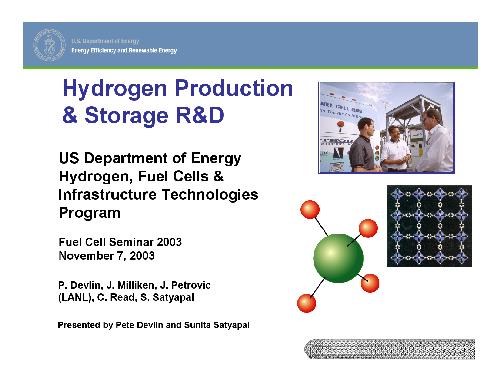 U.S. Department of Energy
Energy Efficiency and Renewable Energy
Hydrogen Production
& Storage R&D
US Department of Energy
Hydrogen, Fuel Cells &
Infrastructure Technologies
Program
Fuel Cell Seminar 2003
November 7, 2003
P. Devlin, J. Milliken, J. Petrovic
(LANL), C. Read, S. Satyapal
Presented by Pete Devlin and Sunita Satyapal